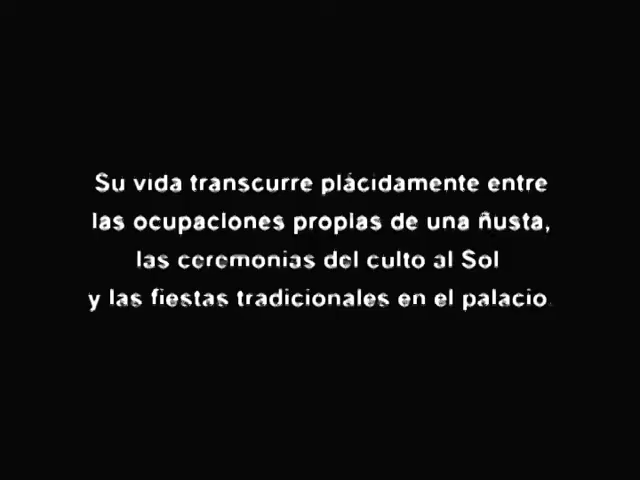 Su vida transcurre plácidamente entre
las ocupaciones propias de una ñusta,
las ceremonias del culto al Sol
y las fiestas tradicionales en el palacio.